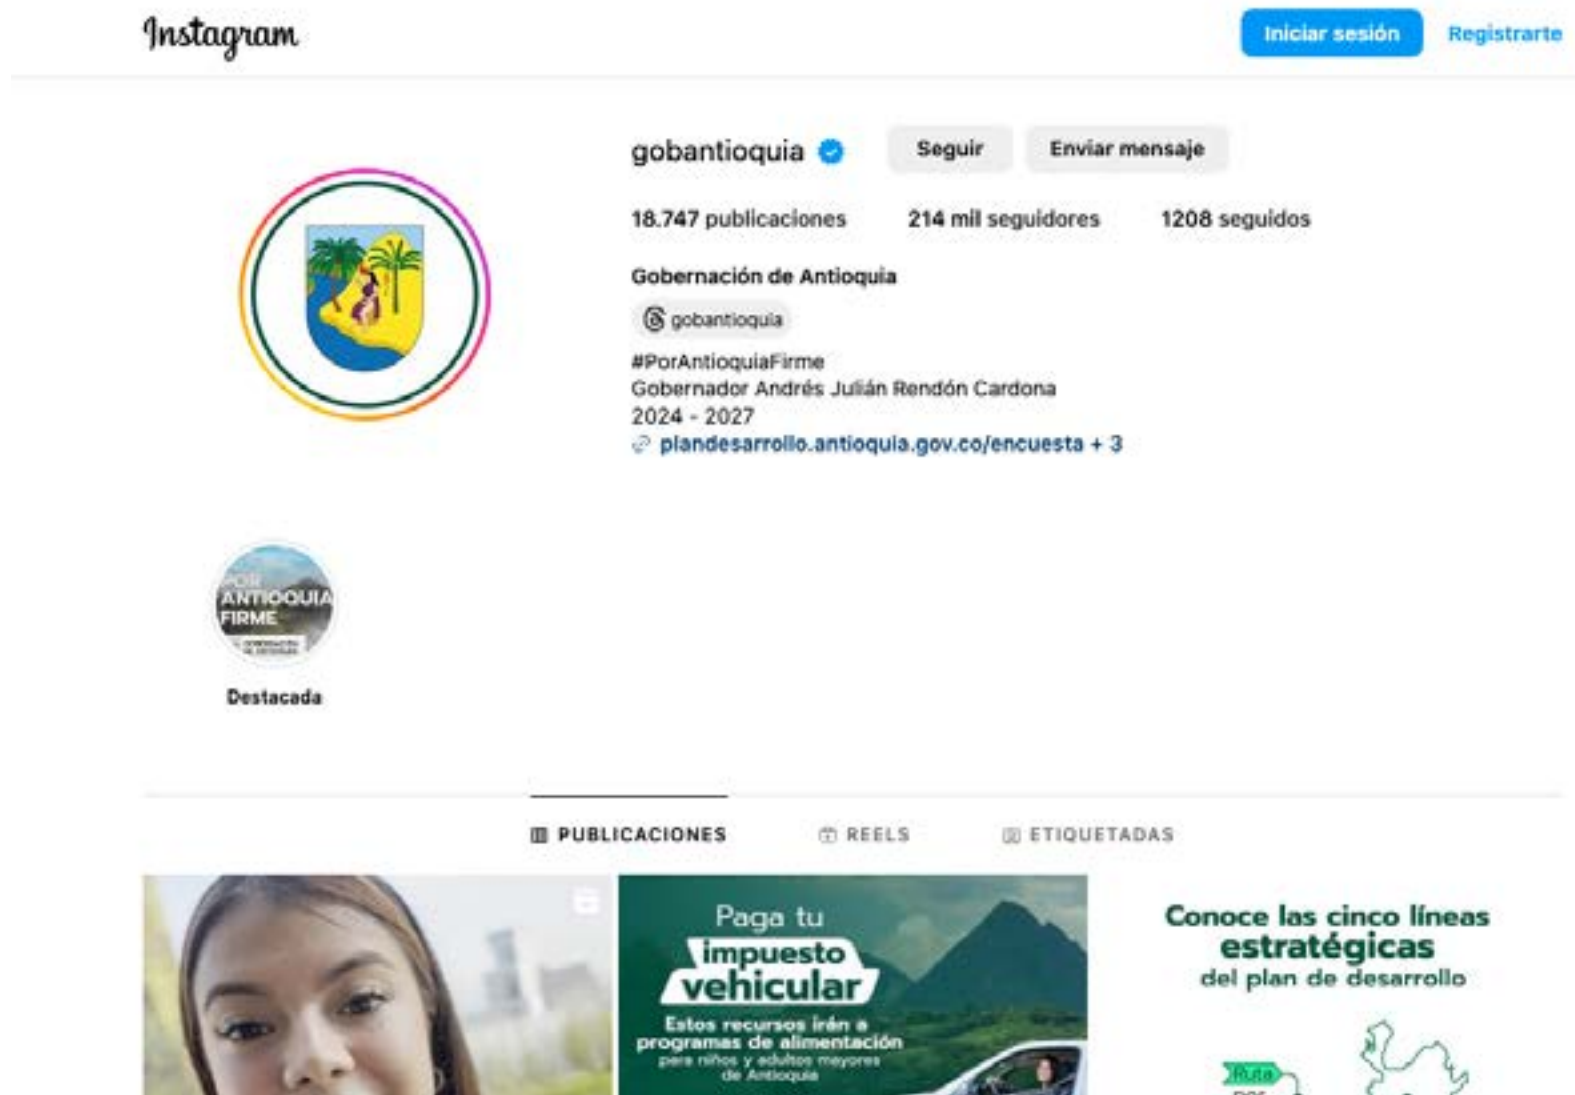 Instagram
Iniciar sesión
Registrarte
gobantioquia
Seguir
Enviar mensaje
18.747 publicaciones
214 mil seguidores
1208 seguidos
Gobernación de Antioquia
gobantioquia
#PorAntioquiaFirme
Gobernador Andrés Julián Rendón Cardona
2024 - 2027
plandesarrollo.antioquia.gov.co/encuesta + 3
POR
ANTIOQUIA
FIRME
Destacada
PUBLICACIONES
REELS
ETIQUETADAS
Paga tu
impuesto
vehicular
Estos recursos irán a
programas de alimentación
para niños y adultos mayores
de Antioquia
Conoce las cinco líneas
estratégicas
del plan de desarrollo
Ruta